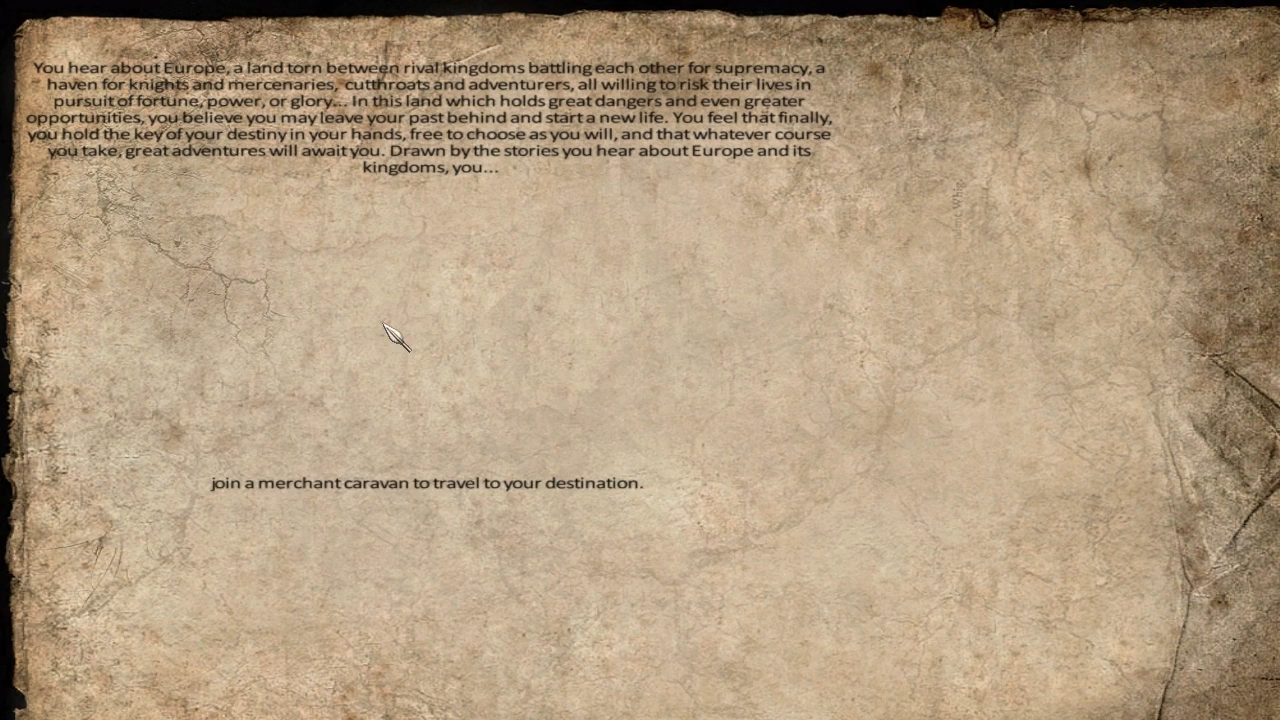 You hear about Europe, a land torn between rival kingdoms battling each other for supremacy, a
haven for knights and mercenaries, cutthroats and adventurers, all willing to risk their lives in
pursuit of fortune, power, or glory... In this land which holds great dangers and even greater
opportunities, you believe you may leave your past behind and start a new life. You feel that finally,
you hold the key of your destiny in your hands, free to choose as you will, and that whatever course
you take, great adventures will await you. Drawn by the stories you hear about Europe and its
kingdoms, you...
join a merchant caravan to travel to your destination.